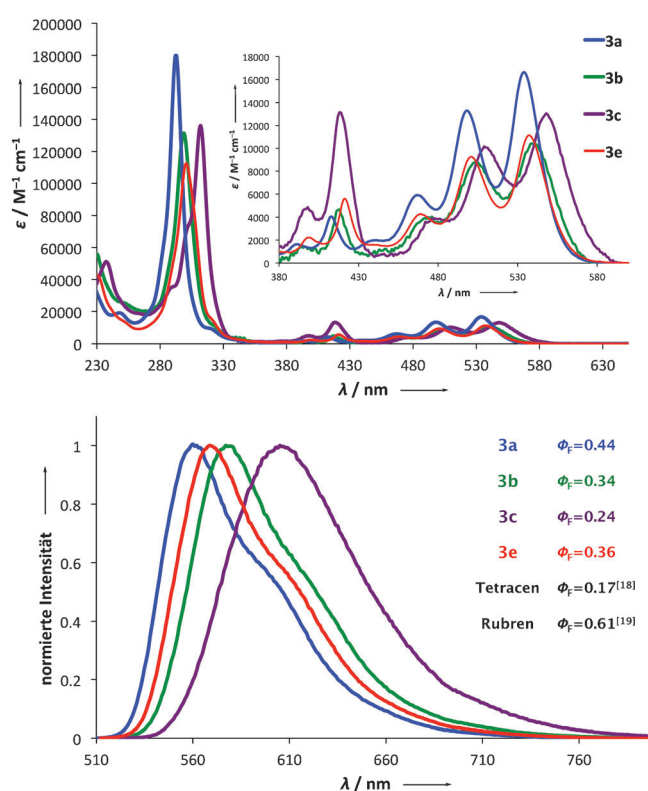 200000
180000
160000
140000
120000
100000
80000
60000
40000
20000
0
ε / M⁻¹ cm⁻¹
230 280 330 380 430 480 530 580 630
λ / nm
18000
16000
14000
12000
10000
8000
6000
4000
2000
0
ε / M⁻¹ cm⁻¹
380 430 480 530 580
λ / nm
3a
3b
3c
3e
1
0.8
0.6
0.4
0.2
0
normierte Intensität
510 560 610 660 710 760
λ / nm
3a Φ_F=0.44
3b Φ_F=0.34
3c Φ_F=0.24
3e Φ_F=0.36
Tetracen Φ_F=0.17[18]
Rubren Φ_F=0.61[19]